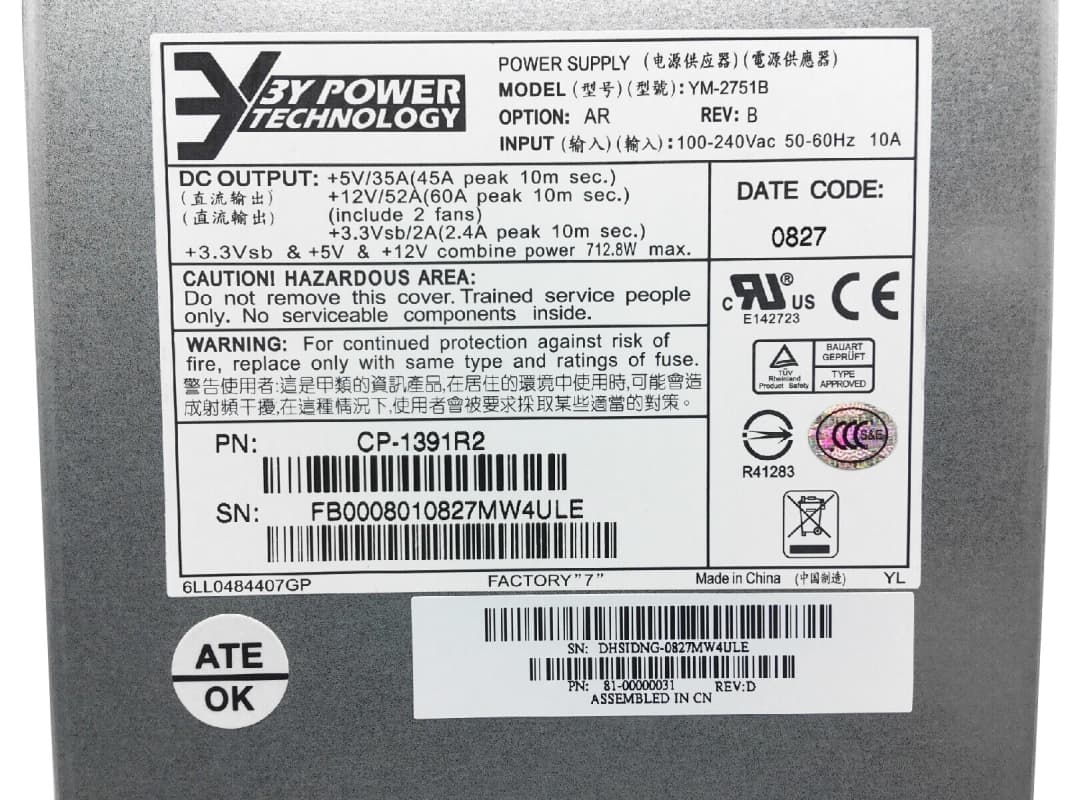 3Y POWER
TECHNOLOGY
POWER SUPPLY (电源供应器)(電源供應器)
MODEL (型号)(型號): YM-2751B
OPTION: AR REV: B
INPUT (输入)(輸入): 100-240Vac 50-60Hz 10A
DC OUTPUT: +5V/35A(45A peak 10m sec.)
(直流输出) +12V/52A(60A peak 10m sec.)
(直流輸出) (include 2 fans)
+3.3Vsb/2A(2.4A peak 10m sec.)
+3.3Vsb & +5V & +12V combine power 712.8W max.
DATE CODE:
0827
CAUTION! HAZARDOUS AREA:
Do not remove this cover. Trained service people
only. No serviceable components inside.
WARNING: For continued protection against risk of
fire, replace only with same type and ratings of fuse.
警告使用者:這是甲類的資訊產品,在居住的環境中使用時,可能會造
成射頻干擾,在這種情況下,使用者會被要求採取某些適當的對策。
c RU ® US
E142723
CE
TÜV
Rheinland
Product Safety
BAUART
GEPRÜFT
TYPE
APPROVED
R41283
CCC S&E
PN: CP-1391R2
SN: FB0008010827MW4ULE
6LL0484407GP FACTORY"7" Made in China (中国制造) YL
ATE
OK
SN: DHSIDNG-0827MW4ULE
PN: 81-00000031 REV:D
ASSEMBLED IN CN